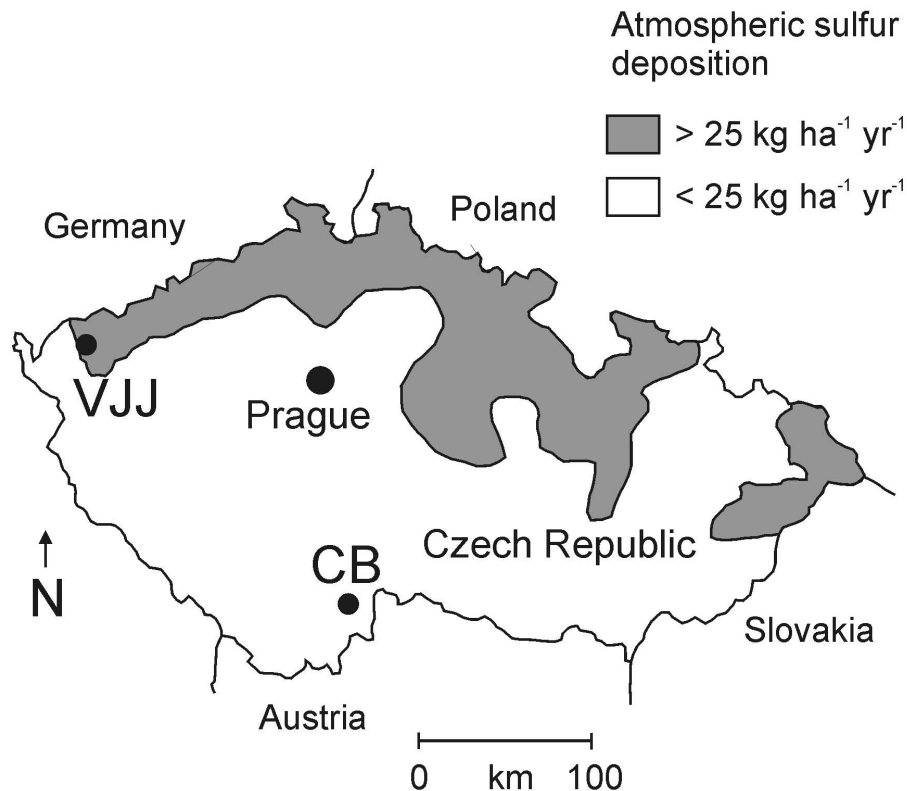 Atmospheric sulfur
deposition
> 25 kg ha⁻¹ yr⁻¹
< 25 kg ha⁻¹ yr⁻¹
Poland
Germany
VJJ
Prague
Czech Republic
CB
N
Slovakia
Austria
0 km 100